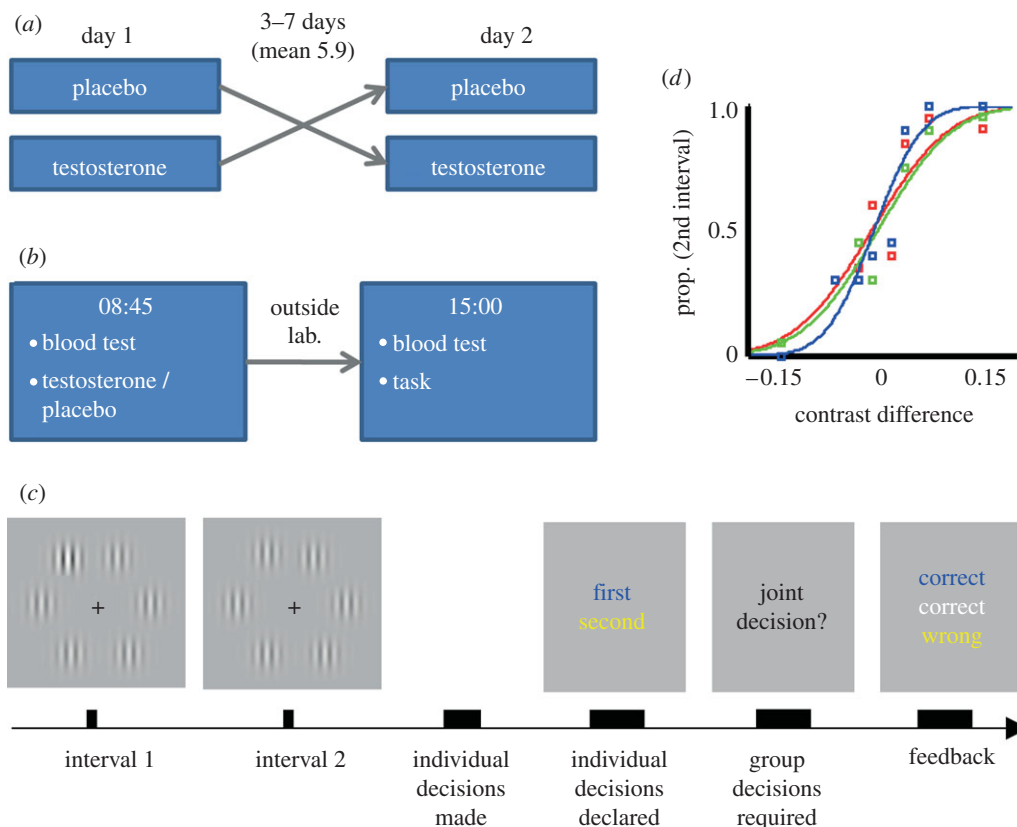 (a)
day 1
3–7 days
(mean 5.9)
day 2
placebo
placebo
testosterone
testosterone
(b)
08:45
• blood test
• testosterone /
placebo
outside
lab.
15:00
• blood test
• task
(d)
1.0
0.5
0
prop. (2nd interval)
–0.15
0
0.15
contrast difference
(c)
+
+
first
second
joint
decision?
correct
correct
wrong
interval 1
interval 2
individual
decisions
made
individual
decisions
declared
group
decisions
required
feedback